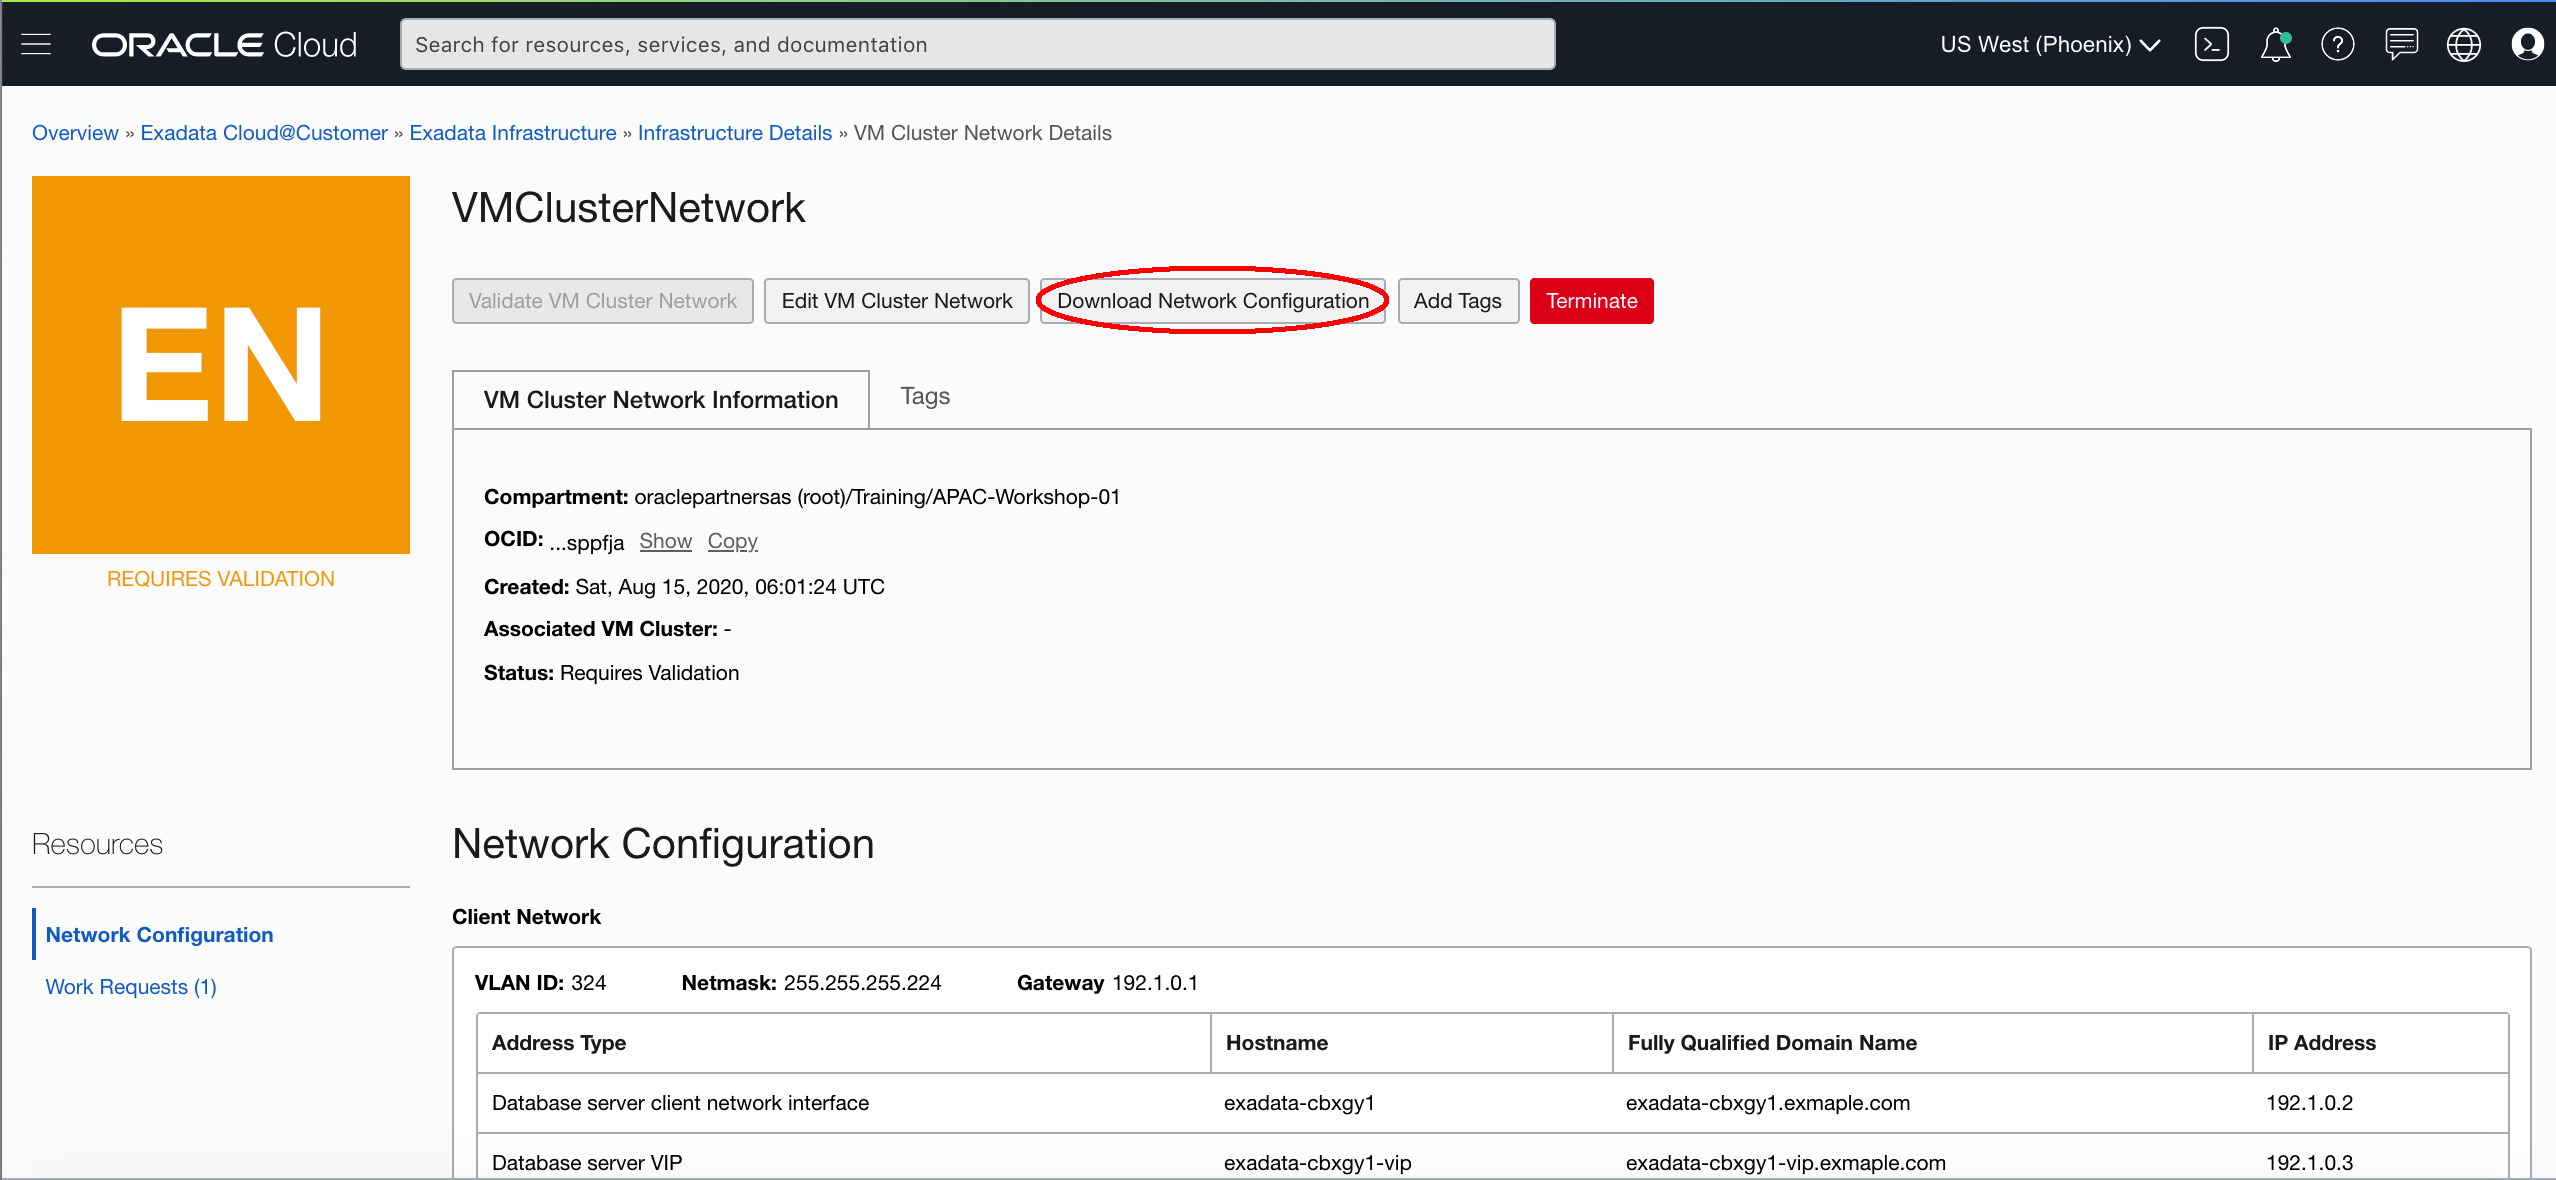 ORACLE Cloud
Search for resources, services, and documentation
US West (Phoenix)
Overview » Exadata Cloud@Customer » Exadata Infrastructure » Infrastructure Details » VM Cluster Network Details
EN
REQUIRES VALIDATION
VMClusterNetwork
Validate VM Cluster Network Edit VM Cluster Network Download Network Configuration Add Tags Terminate
VM Cluster Network Information Tags
Compartment: oraclepartnersas (root)/Training/APAC-Workshop-01
OCID: ...sppfja Show Copy
Created: Sat, Aug 15, 2020, 06:01:24 UTC
Associated VM Cluster: -
Status: Requires Validation
Resources
Network Configuration
Work Requests (1)
Network Configuration
Client Network
VLAN ID: 324 Netmask: 255.255.255.224 Gateway 192.1.0.1
Address Type Hostname Fully Qualified Domain Name IP Address
Database server client network interface exadata-cbxgy1 exadata-cbxgy1.exmaple.com 192.1.0.2
Database server VIP exadata-cbxgy1-vip exadata-cbxgy1-vip.exmaple.com 192.1.0.3